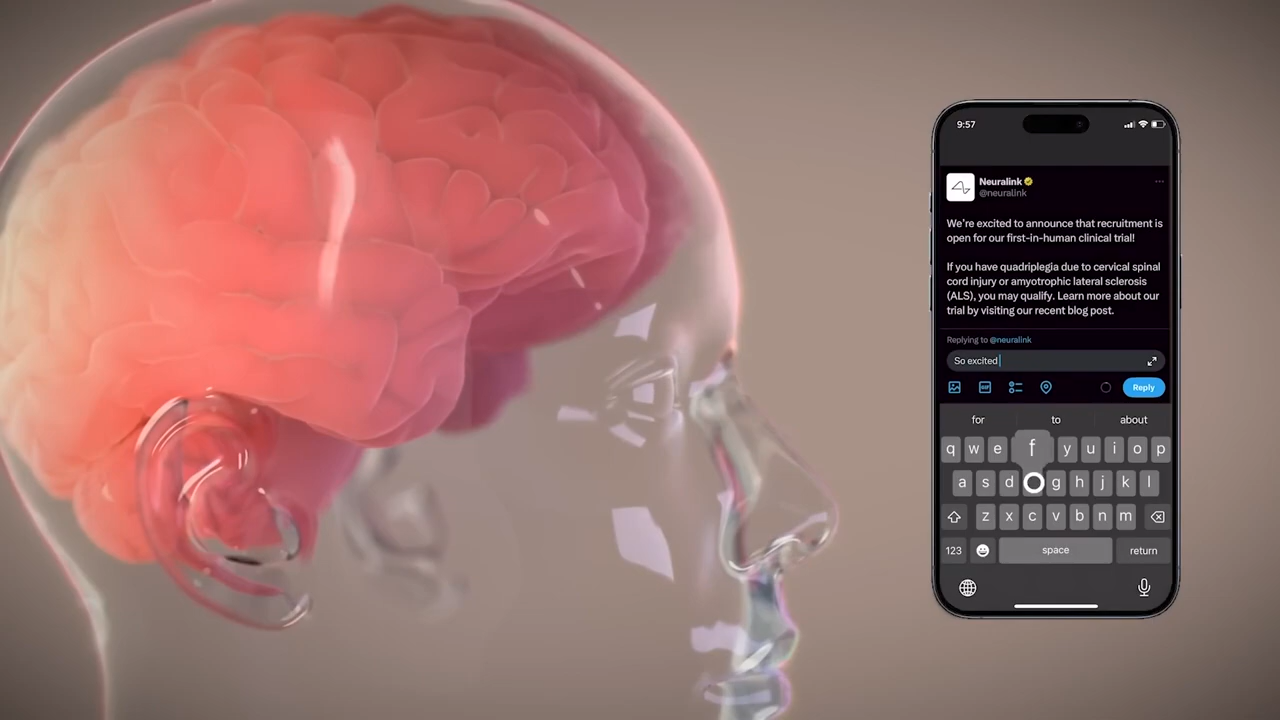 9:57
Neuralink
@neuralink
We're excited to announce that recruitment is
open for our first-in-human clinical trial!
If you have quadriplegia due to cervical spinal
cord injury or amyotrophic lateral sclerosis
(ALS), you may qualify. Learn more about our
trial by visiting our recent blog post.
Replying to @neuralink
So excited
GIF
Reply
for to about
q w e f y u i o p
a s d g h j k l
z x c v b n m
123 space return